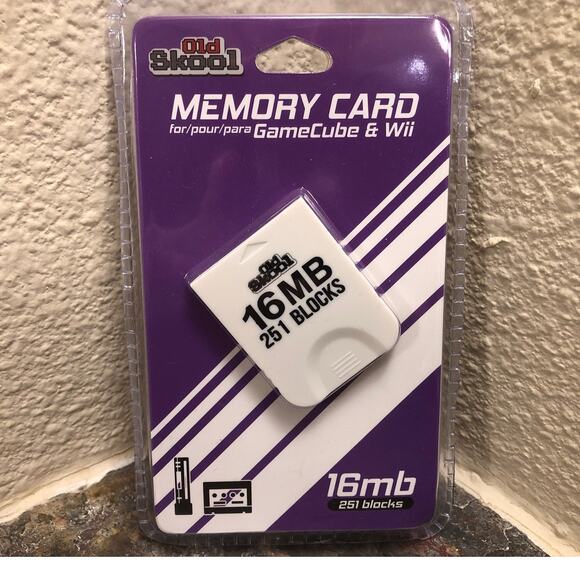 Old
Skool
MEMORY CARD
for/pour/para GameCube & Wii
Old
Skool
16MB
251 BLOCKS
16mb
251 blocks